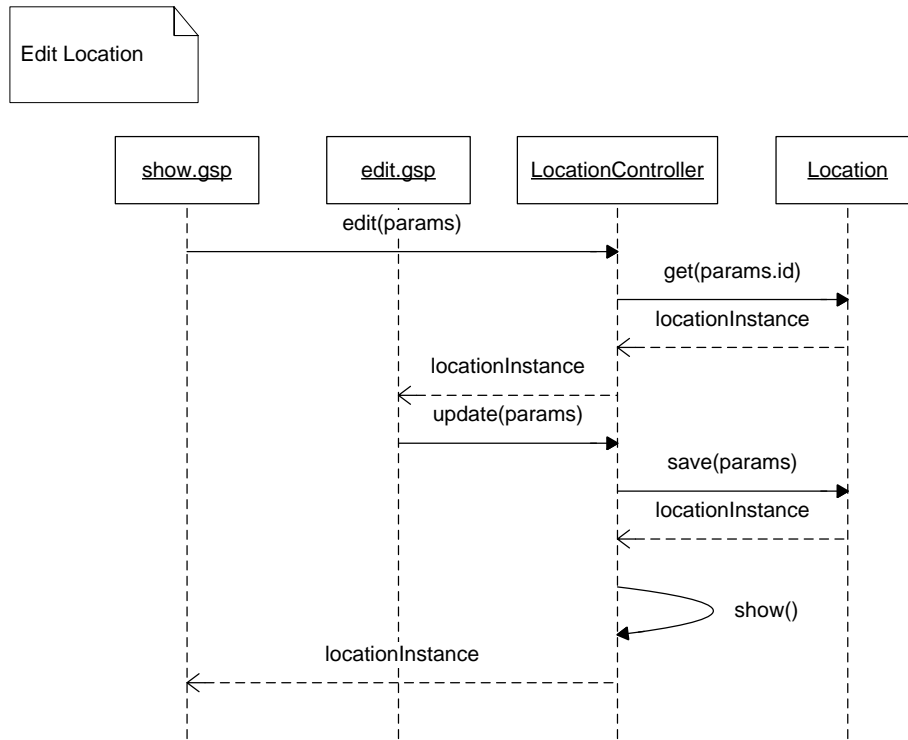 Edit Location
show.gsp
edit.gsp
LocationController
Location
edit(params)
get(params.id)
locationInstance
locationInstance
update(params)
save(params)
locationInstance
show()
locationInstance